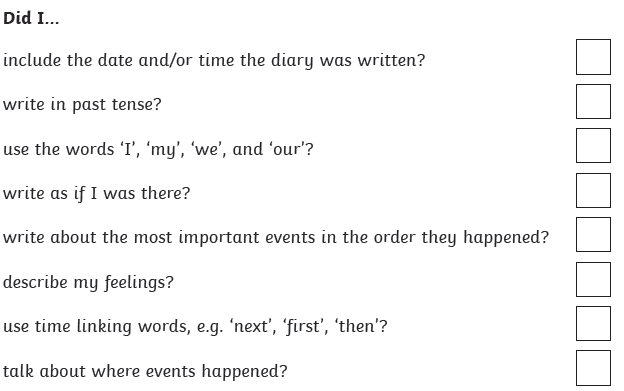 Did I...
include the date and/or time the diary was written?
write in past tense?
use the words ‘I’, ‘my’, ‘we’, and ‘our’?
write as if I was there?
write about the most important events in the order they happened?
describe my feelings?
use time linking words, e.g. ‘next’, ‘first’, ‘then’?
talk about where events happened?